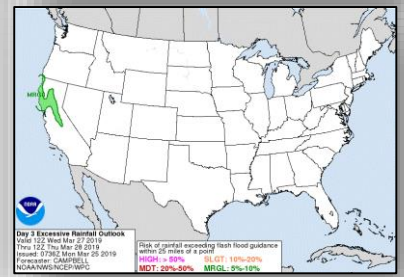 MRGL
Day 3 Excessive Rainfall Outlook
Valid 12Z Wed Mar 27 2019
Thru 12Z Thu Mar 28 2019
Issued: 0736Z Mon Mar 25 2019
Forecaster: CAMPBELL
NOAA/NWS/NCEP/WPC
Risk of rainfall exceeding flash flood guidance
within 25 miles of a point
HIGH: > 50% SLGT: 10%-20%
MDT: 20%-50% MRGL: 5%-10%